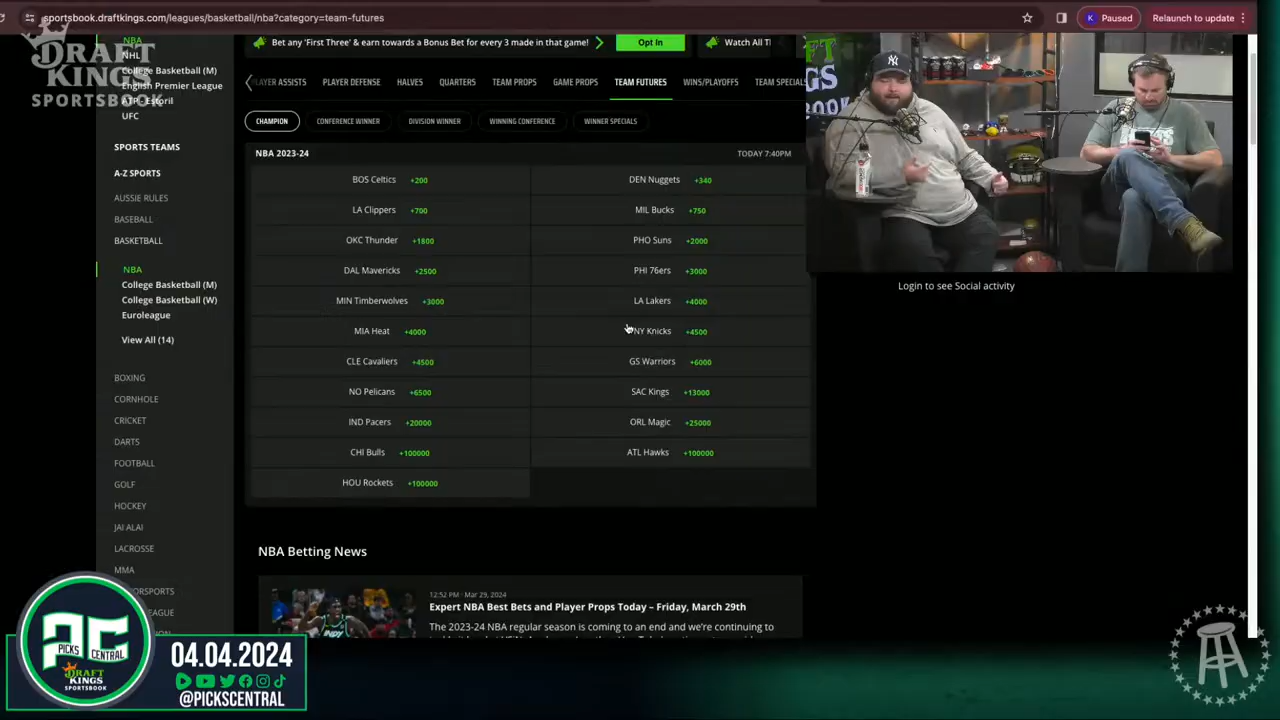 sportsbook.draftkings.com/leagues/basketball/nba?category=team-futures
Paused
Relaunch to update
DRAFT
KINGS
SPORTSBOOK
NBA
NHL
College Basketball (M)
English Premier League
UFC
Bet any 'First Three' & earn towards a Bonus Bet for every 3 made in that game!
Opt In
PLAYER DEFENSE
HALVES
QUARTERS
TEAM PROPS
GAME PROPS
TEAM FUTURES
WINS/PLAYOFFS
CHAMPION
CONFERENCE WINNER
DIVISION WINNER
WINNING CONFERENCE
WINNER SPECIALS
NBA 2023-24
TODAY 7:40PM
BOS Celtics +200
DEN Nuggets +340
LA Clippers +700
MIL Bucks +750
OKC Thunder +1800
PHO Suns +2000
DAL Mavericks +2500
PHI 76ers +3000
MIN Timberwolves +3000
LA Lakers +4000
MIA Heat +4000
NY Knicks +4500
CLE Cavaliers +4500
GS Warriors +6000
NO Pelicans +6500
SAC Kings +13000
IND Pacers +20000
ORL Magic +25000
CHI Bulls +100000
ATL Hawks +100000
HOU Rockets +100000
SPORTS TEAMS
A-Z SPORTS
AUSSIE RULES
BASEBALL
BASKETBALL
NBA
College Basketball (M)
College Basketball (W)
Euroleague
View All (14)
BOXING
CORNHOLE
CRICKET
DARTS
FOOTBALL
GOLF
HOCKEY
JAI ALAI
LACROSSE
MMA
Login to see Social activity
NBA Betting News
12:52 PM · Mar 29, 2024
Expert NBA Best Bets and Player Props Today – Friday, March 29th
The 2023-24 NBA regular season is coming to an end and we're continuing to
PC
PICKS
CENTRAL
DRAFT
KINGS
SPORTSBOOK
04.04.2024
@PICKSCENTRAL